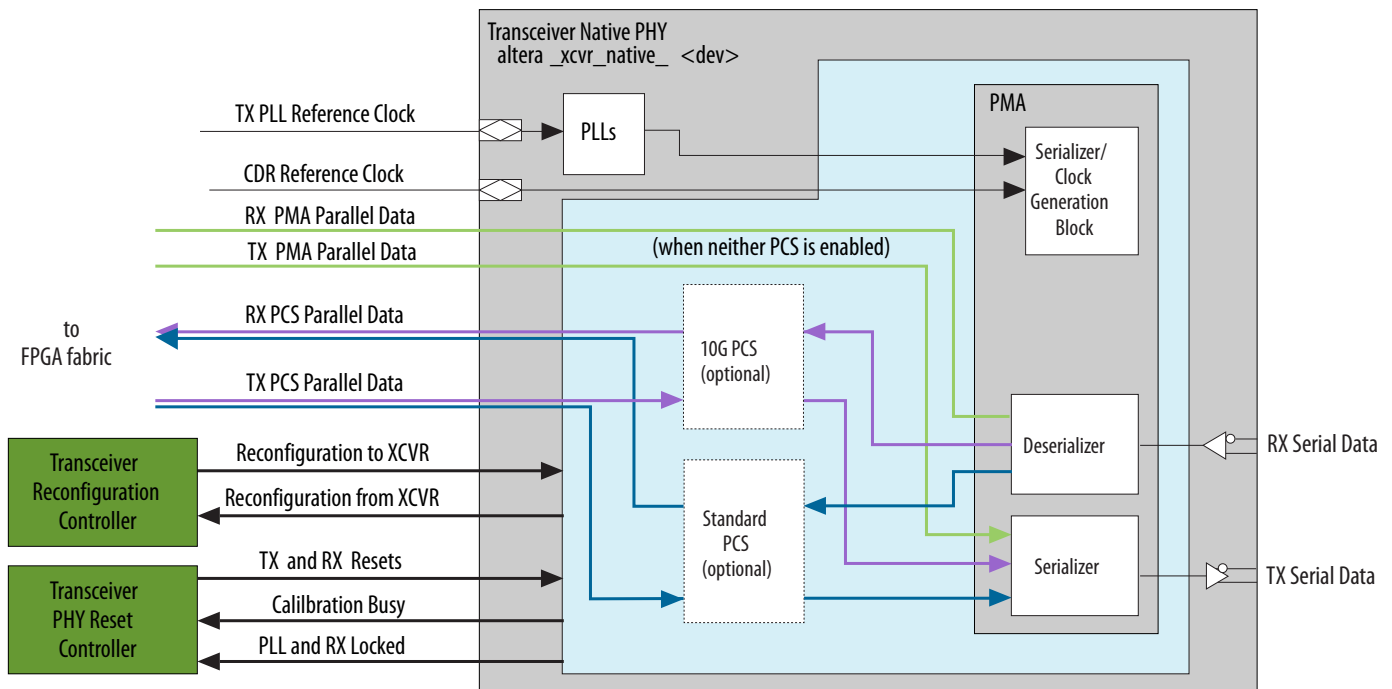 Transceiver Native PHY
altera _xcvr_native_ <dev>
TX PLL Reference Clock
PLLs
PMA
Serializer/
Clock
Generation
Block
CDR Reference Clock
RX PMA Parallel Data
TX PMA Parallel Data
(when neither PCS is enabled)
RX PCS Parallel Data
to
FPGA fabric
10G PCS
(optional)
TX PCS Parallel Data
Deserializer
RX Serial Data
Transceiver
Reconfiguration
Controller
Reconfiguration to XCVR
Reconfiguration from XCVR
Standard
PCS
(optional)
Serializer
TX Serial Data
Transceiver
PHY Reset
Controller
TX and RX Resets
Calilbration Busy
PLL and RX Locked